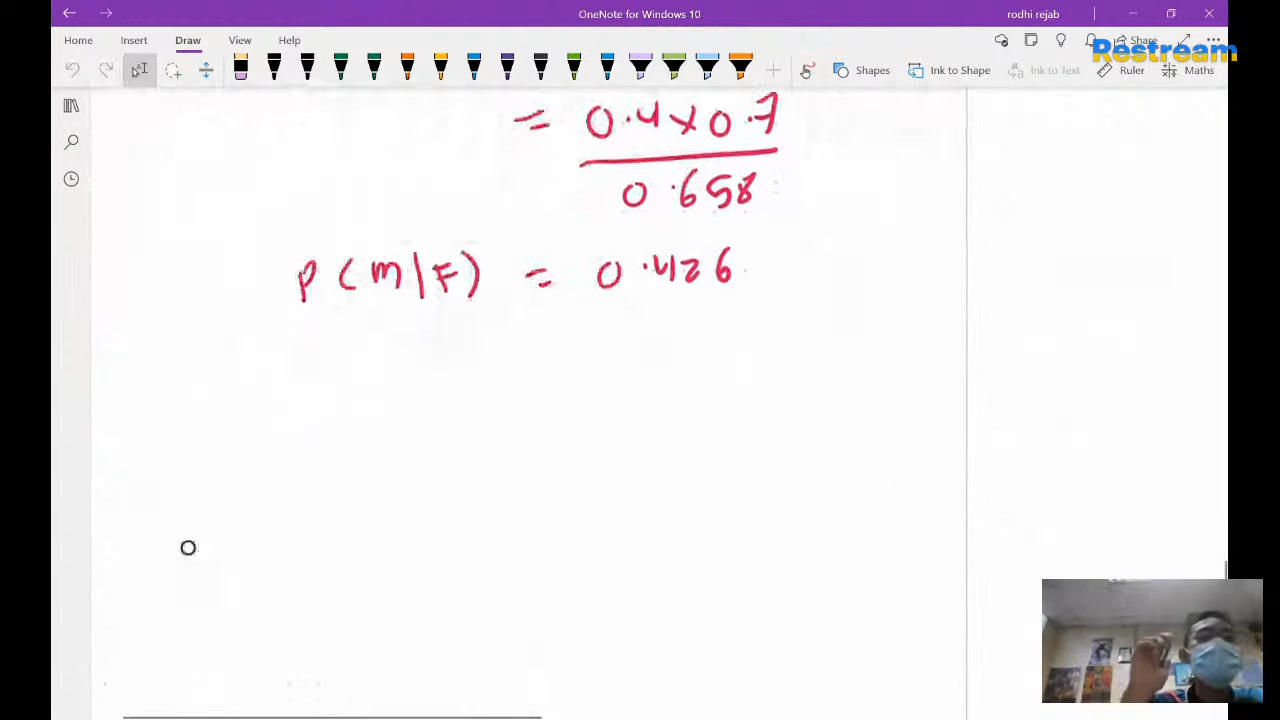 OneNote for Windows 10
rodhi rejab
Home Insert Draw View Help
Share
Restream
Shapes Ink to Shape Ink to Text Ruler Maths
= 0.4 x 0.7
0.658
P(m|F) = 0.426